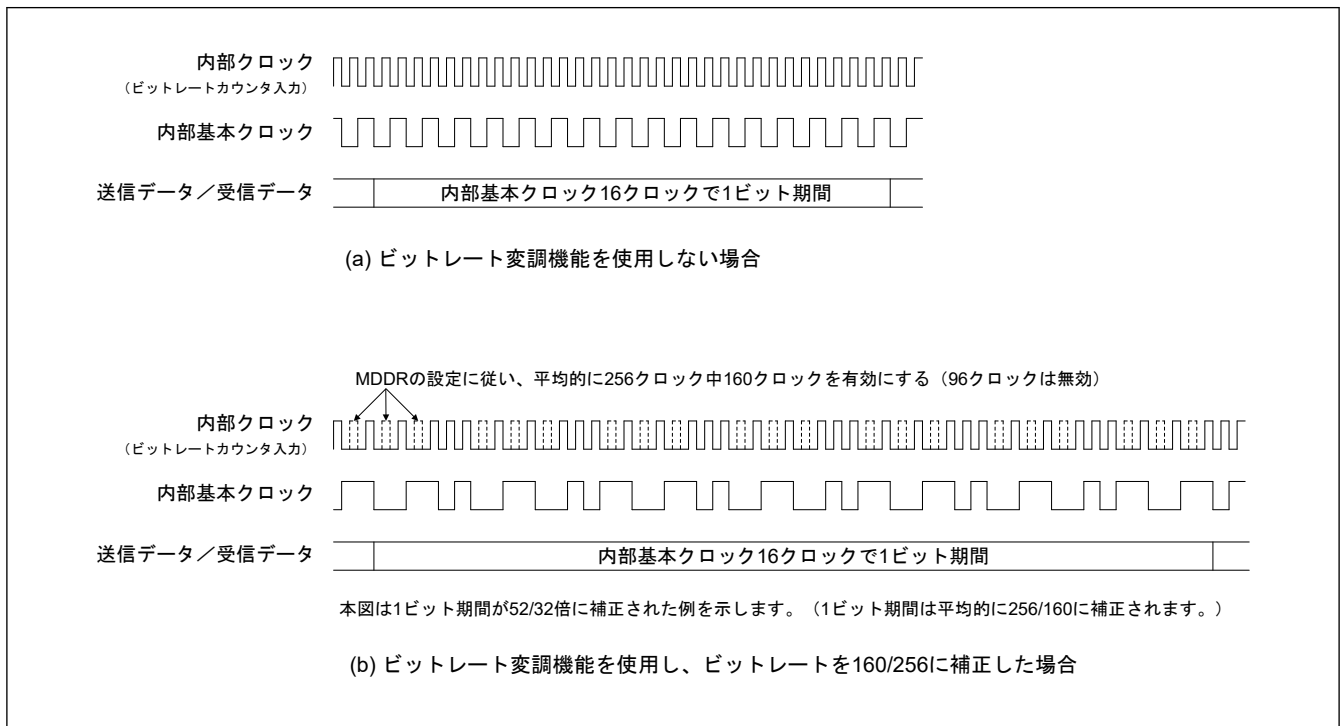 内部クロック
（ビットレートカウンタ入力）
内部基本クロック
送信データ／受信データ
内部基本クロック16クロックで1ビット期間
(a) ビットレート変調機能を使用しない場合
MDDRの設定に従い、平均的に256クロック中160クロックを有効にする（96クロックは無効）
内部クロック
（ビットレートカウンタ入力）
内部基本クロック
送信データ／受信データ
内部基本クロック16クロックで1ビット期間
本図は1ビット期間が52/32倍に補正された例を示します。（1ビット期間は平均的に256/160に補正されます。）
(b) ビットレート変調機能を使用し、ビットレートを160/256に補正した場合